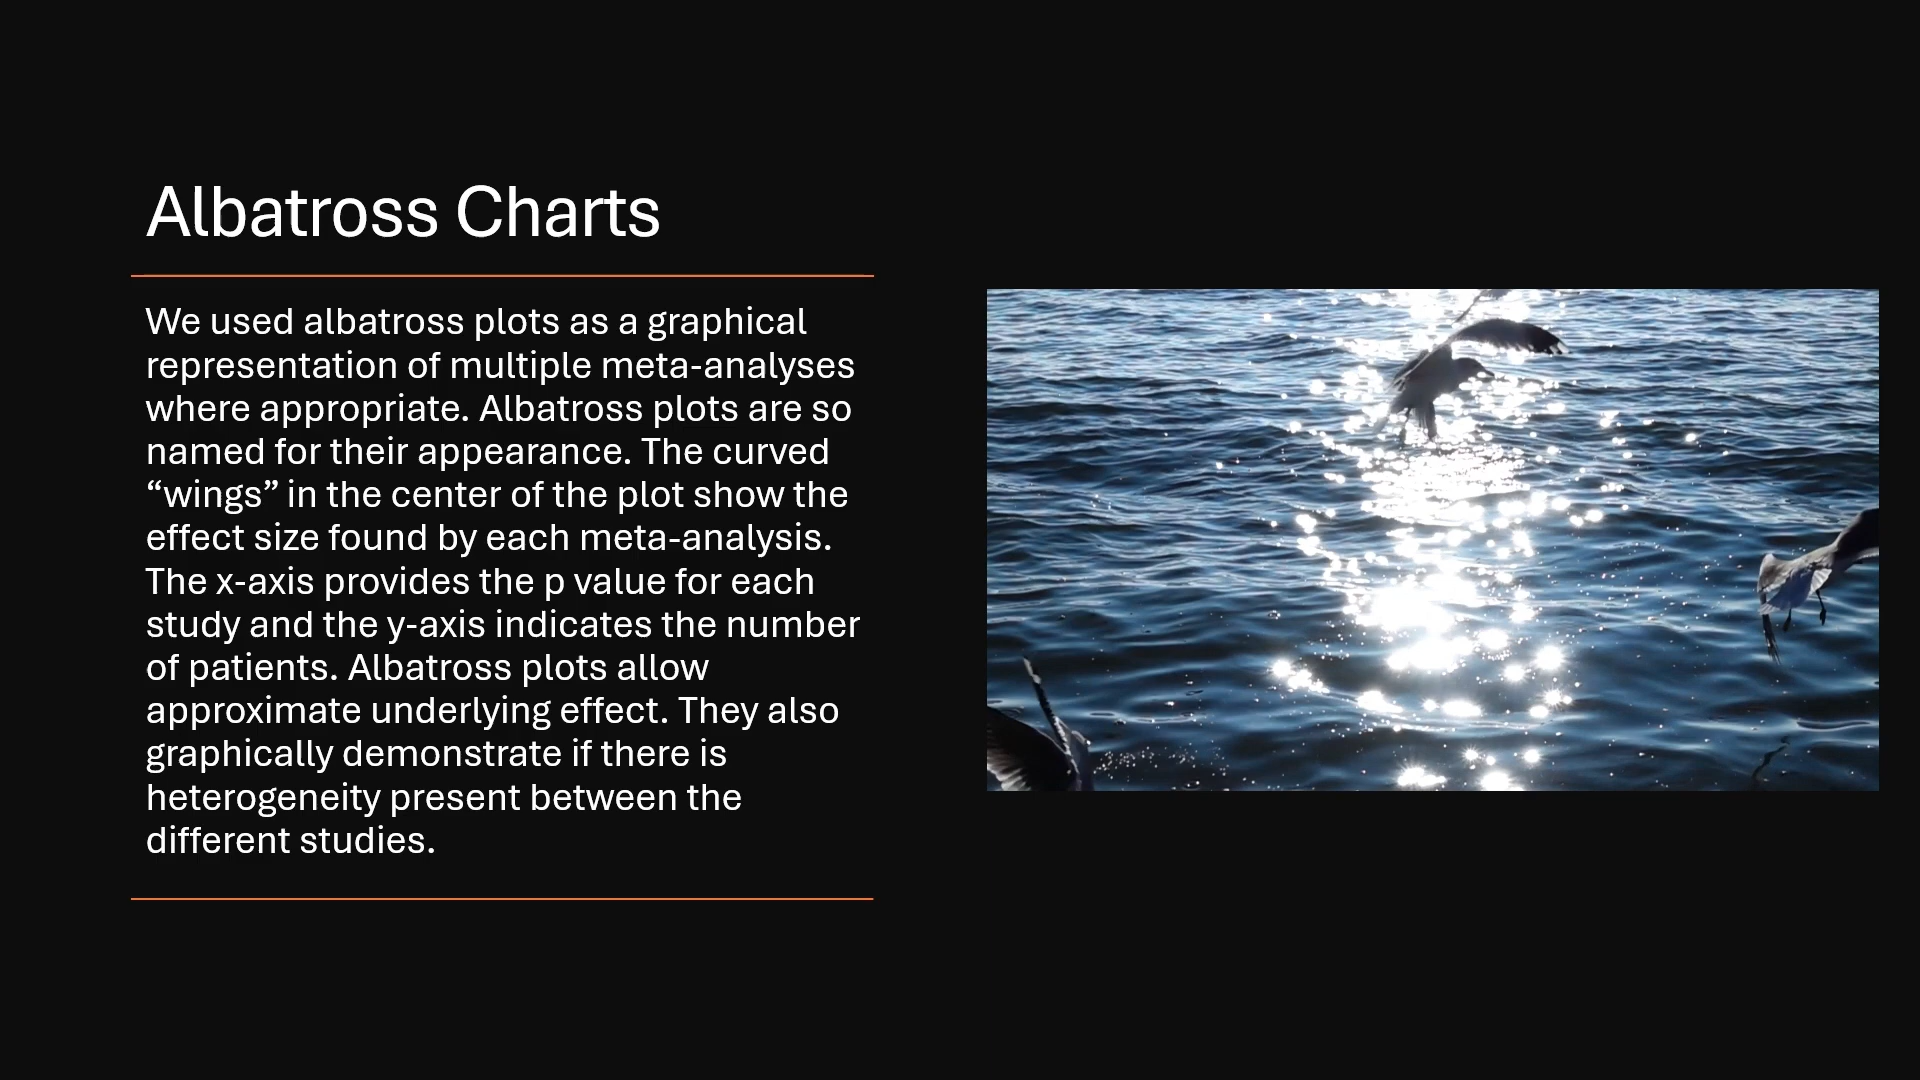 Albatross Charts
We used albatross plots as a graphical
representation of multiple meta-analyses
where appropriate. Albatross plots are so
named for their appearance. The curved
“wings” in the center of the plot show the
effect size found by each meta-analysis.
The x-axis provides the p value for each
study and the y-axis indicates the number
of patients. Albatross plots allow
approximate underlying effect. They also
graphically demonstrate if there is
heterogeneity present between the
different studies.